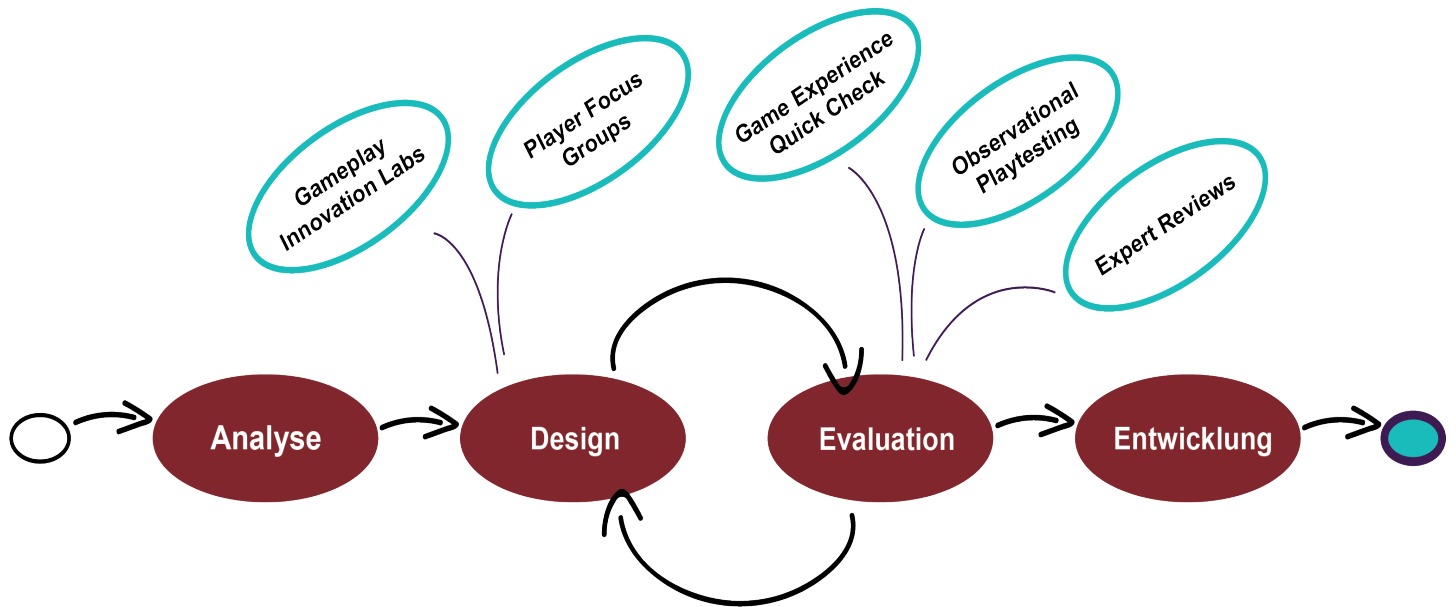 Gameplay
Innovation Labs
Player Focus
Groups
Game Experience
Quick Check
Observational
Playtesting
Expert Reviews
Analyse
Design
Evaluation
Entwicklung